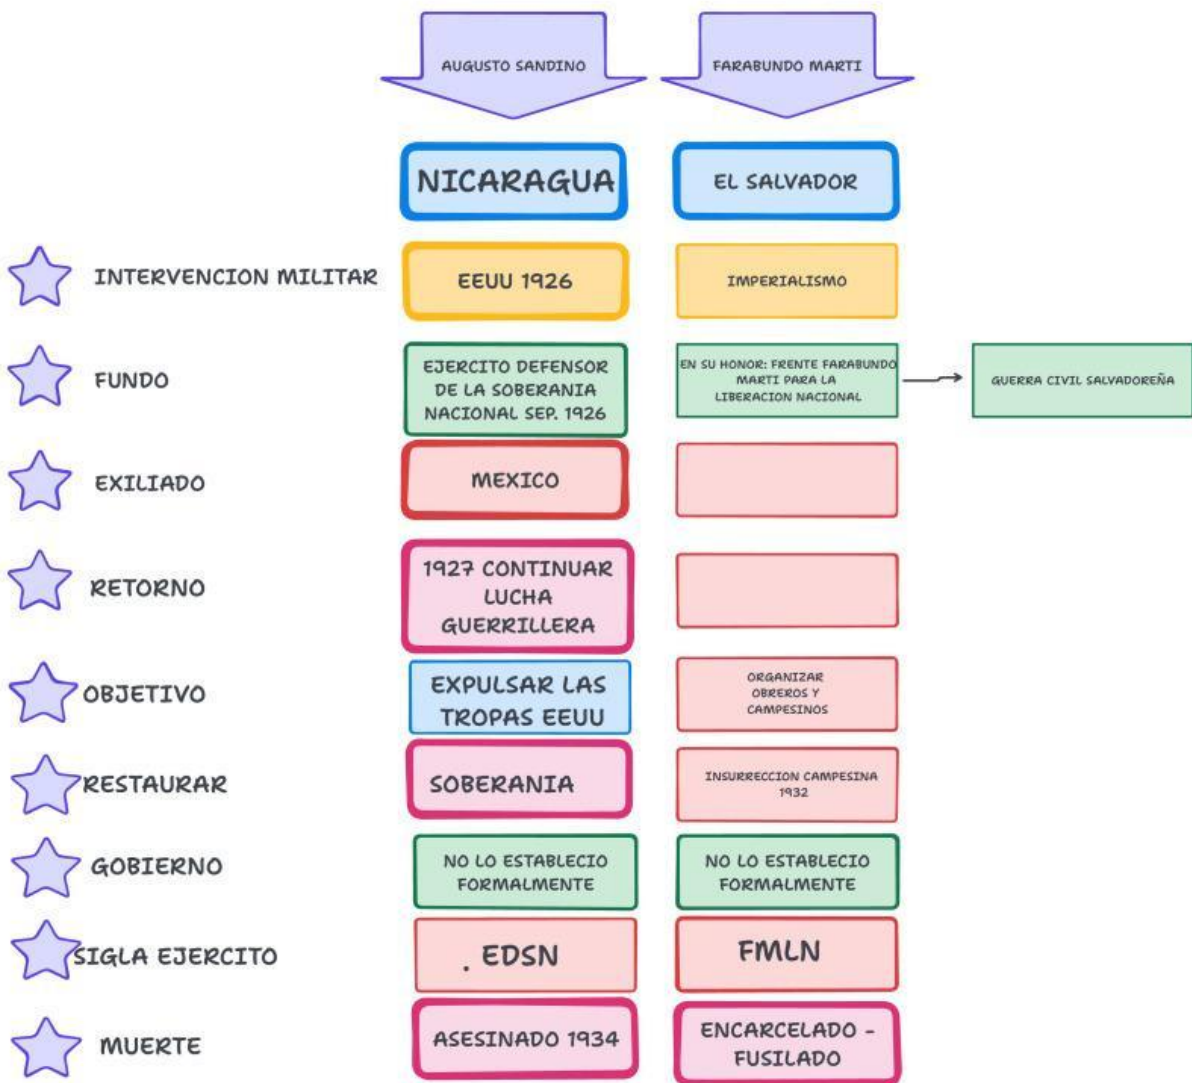 AUGUSTO SANDINO
FARABUNDO MARTI
NICARAGUA
EL SALVADOR
INTERVENCION MILITAR
EEUU 1926
IMPERIALISMO
FUNDO
EJERCITO DEFENSOR
DE LA SOBERANIA
NACIONAL SEP. 1926
EN SU HONOR: FRENTE FARABUNDO
MARTI PARA LA
LIBERACION NACIONAL
GUERRA CIVIL SALVADOREÑA
EXILIADO
MEXICO
RETORNO
1927 CONTINUAR
LUCHA
GUERRILLERA
OBJETIVO
EXPULSAR LAS
TROPAS EEUU
ORGANIZAR
OBREROS Y
CAMPESINOS
RESTAURAR
SOBERANIA
INSURRECCION CAMPESINA
1932
GOBIERNO
NO LO ESTABLECIO
FORMALMENTE
NO LO ESTABLECIO
FORMALMENTE
SIGLA EJERCITO
. EDSN
FMLN
MUERTE
ASESINADO 1934
ENCARCELADO -
FUSILADO